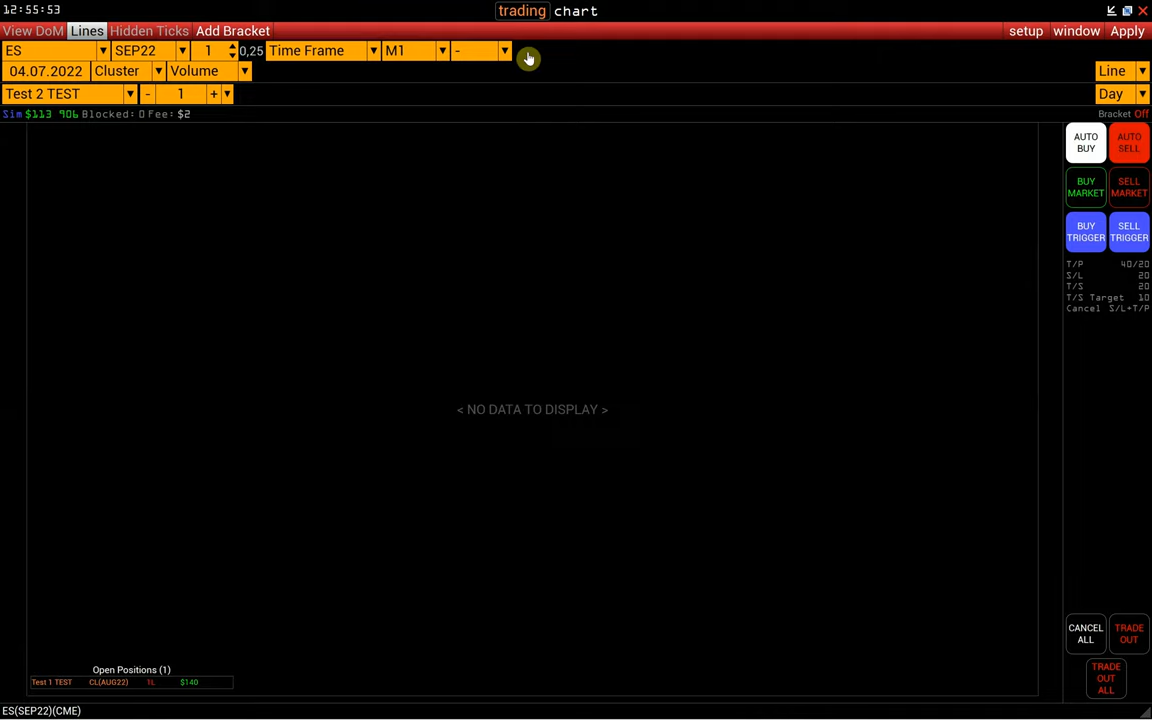 12:55:53
trading chart
View DoM Lines Hidden Ticks Add Bracket setup window Apply
ES SEP22 1 0,25 Time Frame M1 -
04.07.2022 Cluster Volume Line
Test 2 TEST - 1 + Day
Sim $113 906 Blocked: 0 Fee: $2 Bracket Off
AUTO BUY
AUTO SELL
BUY MARKET
SELL MARKET
BUY TRIGGER
SELL TRIGGER
T/P 40/20
S/L 20
T/S 20
T/S Target 10
Cancel S/L+T/P
< NO DATA TO DISPLAY >
CANCEL ALL
TRADE OUT
TRADE OUT ALL
Open Positions (1)
Test 1 TEST CL(AUG22) 1L $140
ES(SEP22)(CME)